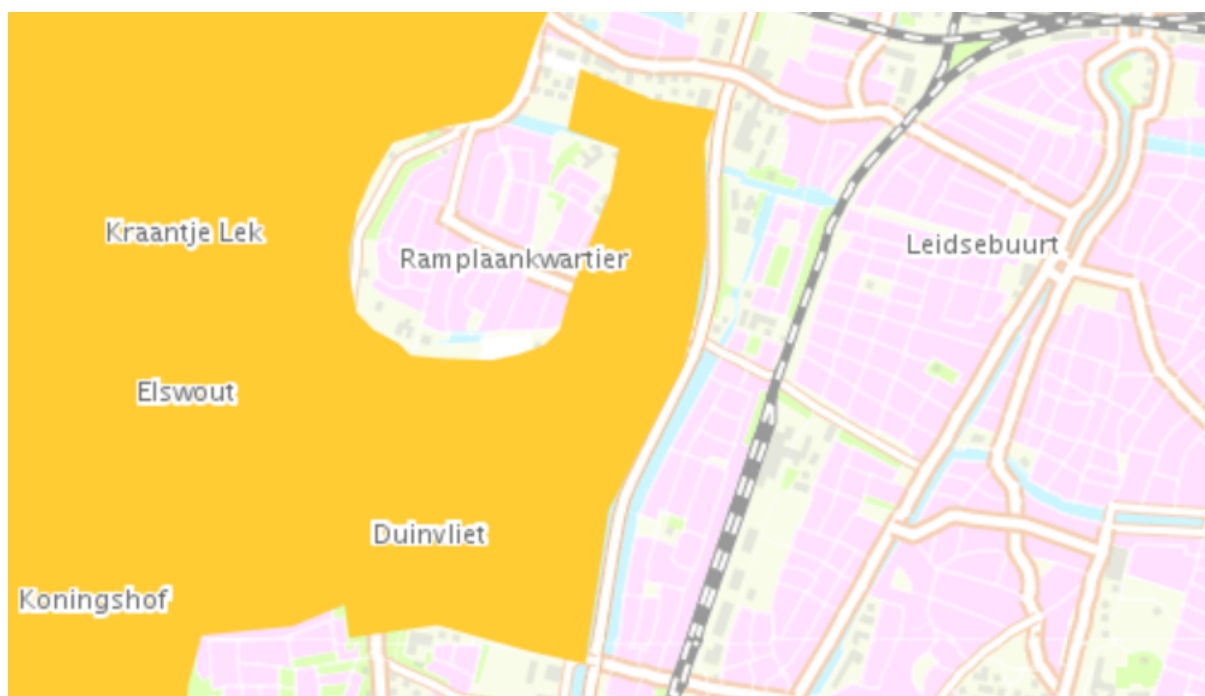 Kraantje Lek
Leidsebuurt
Ramplaankwartier
Elswout
Duinvliet
Koningshof